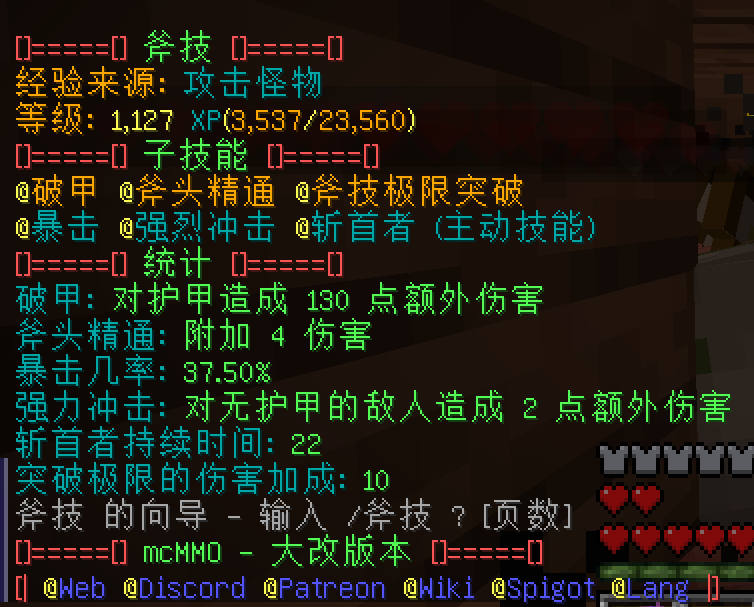 []=====[] 斧技 []=====[]
经验来源: 攻击怪物
等级: 1,127 XP(3,537/23,560)
[]=====[] 子技能 []=====[]
@破甲 @斧头精通 @斧技极限突破
@暴击 @强烈冲击 @斩首者 (主动技能)
[]=====[] 统计 []=====[]
破甲: 对护甲造成 130 点额外伤害
斧头精通: 附加 4 伤害
暴击几率: 37.50%
强力冲击: 对无护甲的敌人造成 2 点额外伤害
斩首者持续时间: 22
突破极限的伤害加成: 10
斧技 的向导 - 输入 /斧技 ? [页数]
[]=====[] mcMMO - 大改版本 []=====[]
[| @Web @Discord @Patreon @Wiki @Spigot @Lang |]